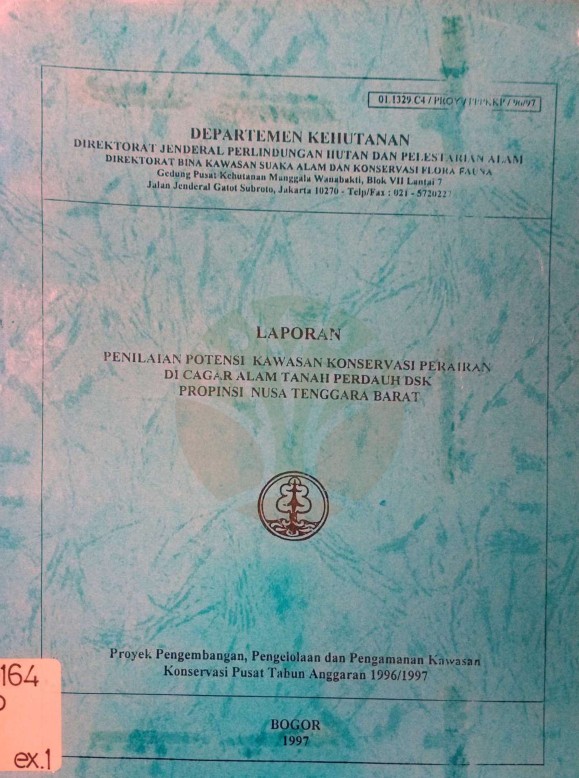 01.1329.C4 / PROY / PPPKKP / 96/97
DEPARTEMEN KEHUTANAN
DIREKTORAT JENDERAL PERLINDUNGAN HUTAN DAN PELESTARIAN ALAM
DIREKTORAT BINA KAWASAN SUAKA ALAM DAN KONSERVASI FLORA FAUNA
Gedung Pusat Kehutanan Manggala Wanabakti, Blok VII Lantai 7
Jalan Jenderal Gatot Subroto, Jakarta 10270 - Telp/Fax : 021 -
LAPORAN
PENILAIAN POTENSI KAWASAN KONSERVASI PERAIRAN
DI CAGAR ALAM TANAH PERDAUH DSK
PROPINSI NUSA TENGGARA BARAT
Proyek Pengembangan, Pengelolaan dan Pengamanan Kawasan
Konservasi Pusat Tahun Anggaran 1996/1997
BOGOR
1997
164
ex.1